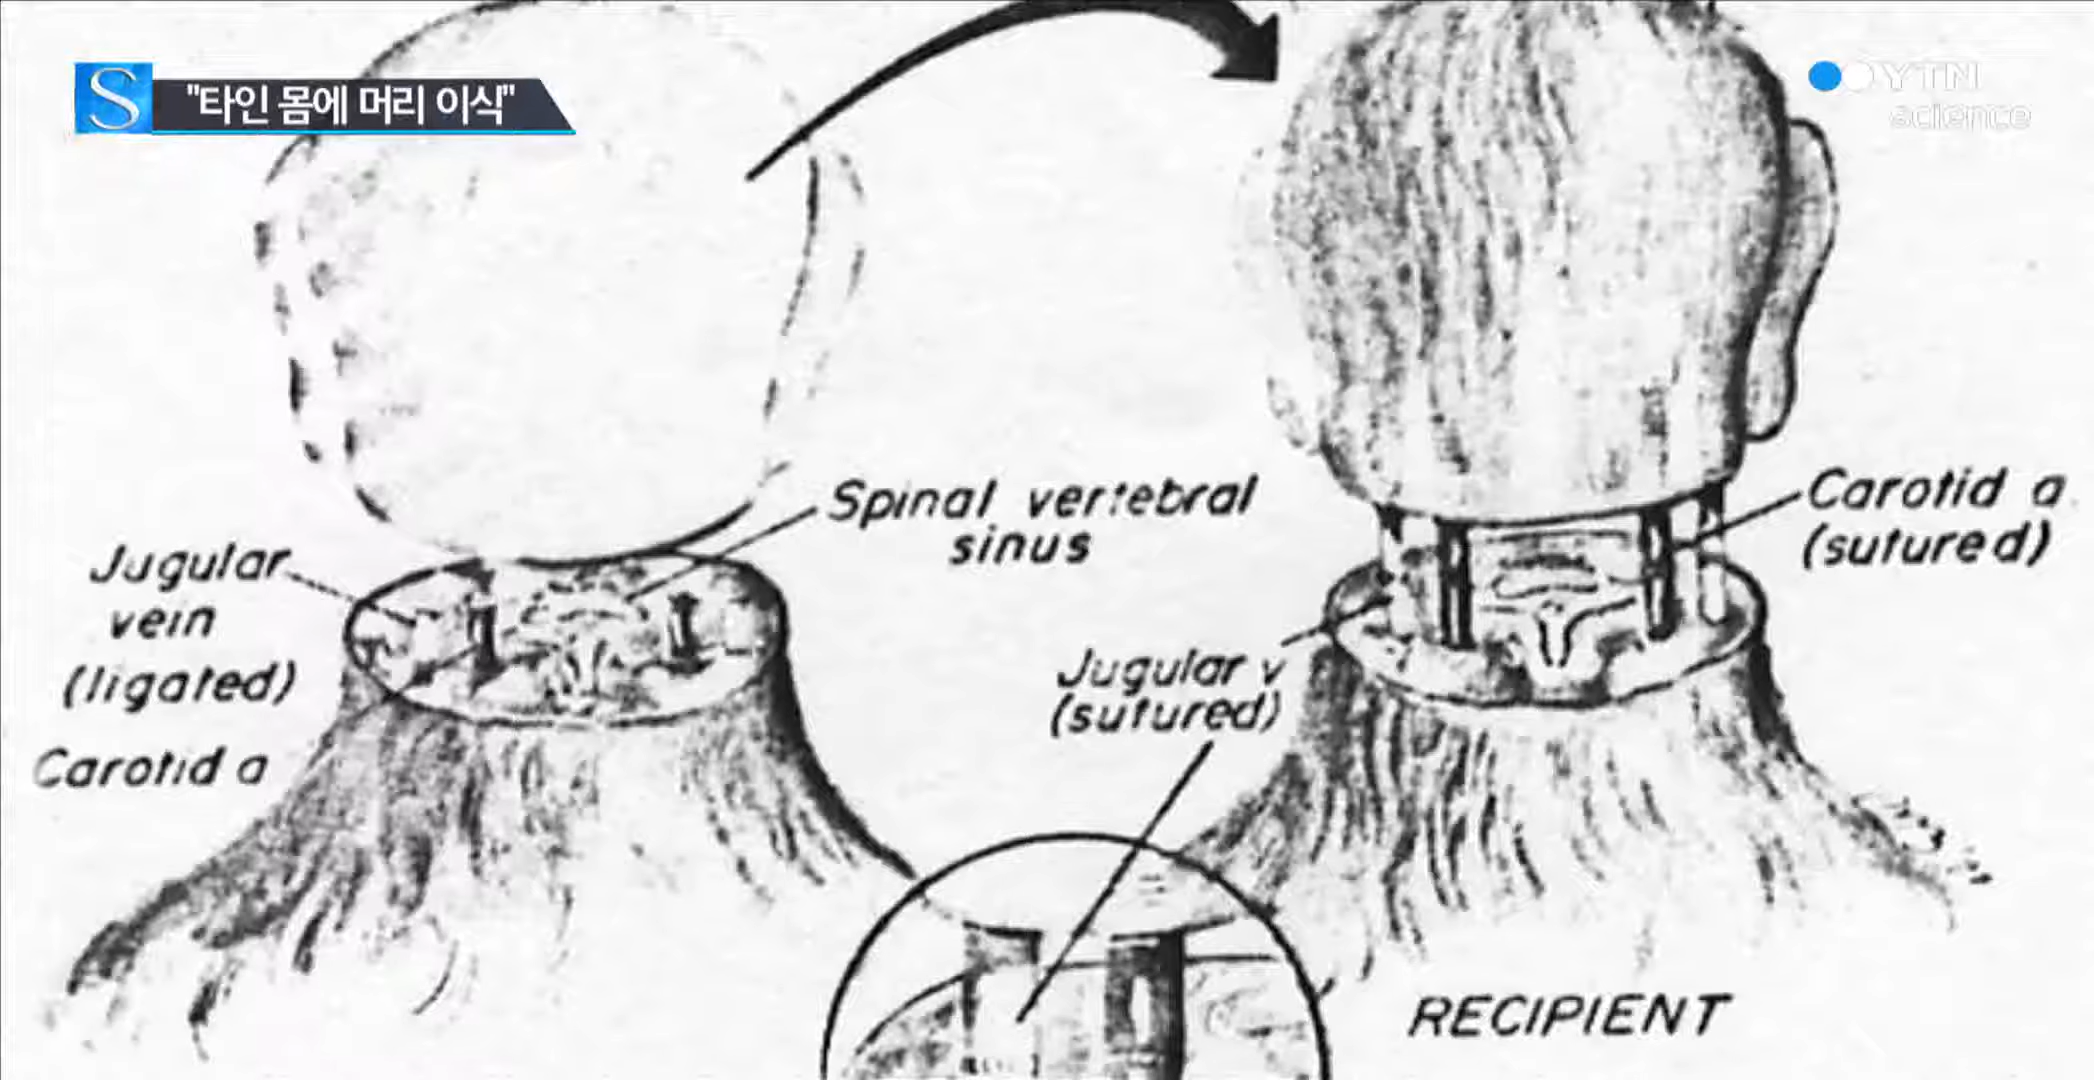 S
"타인 몸에 머리 이식"
YTN
science
Spinal vertebral
sinus
Jugular
vein
(ligated)
Carotid a
Carotid a
(sutured)
Jugular v
(sutured)
RECIPIENT